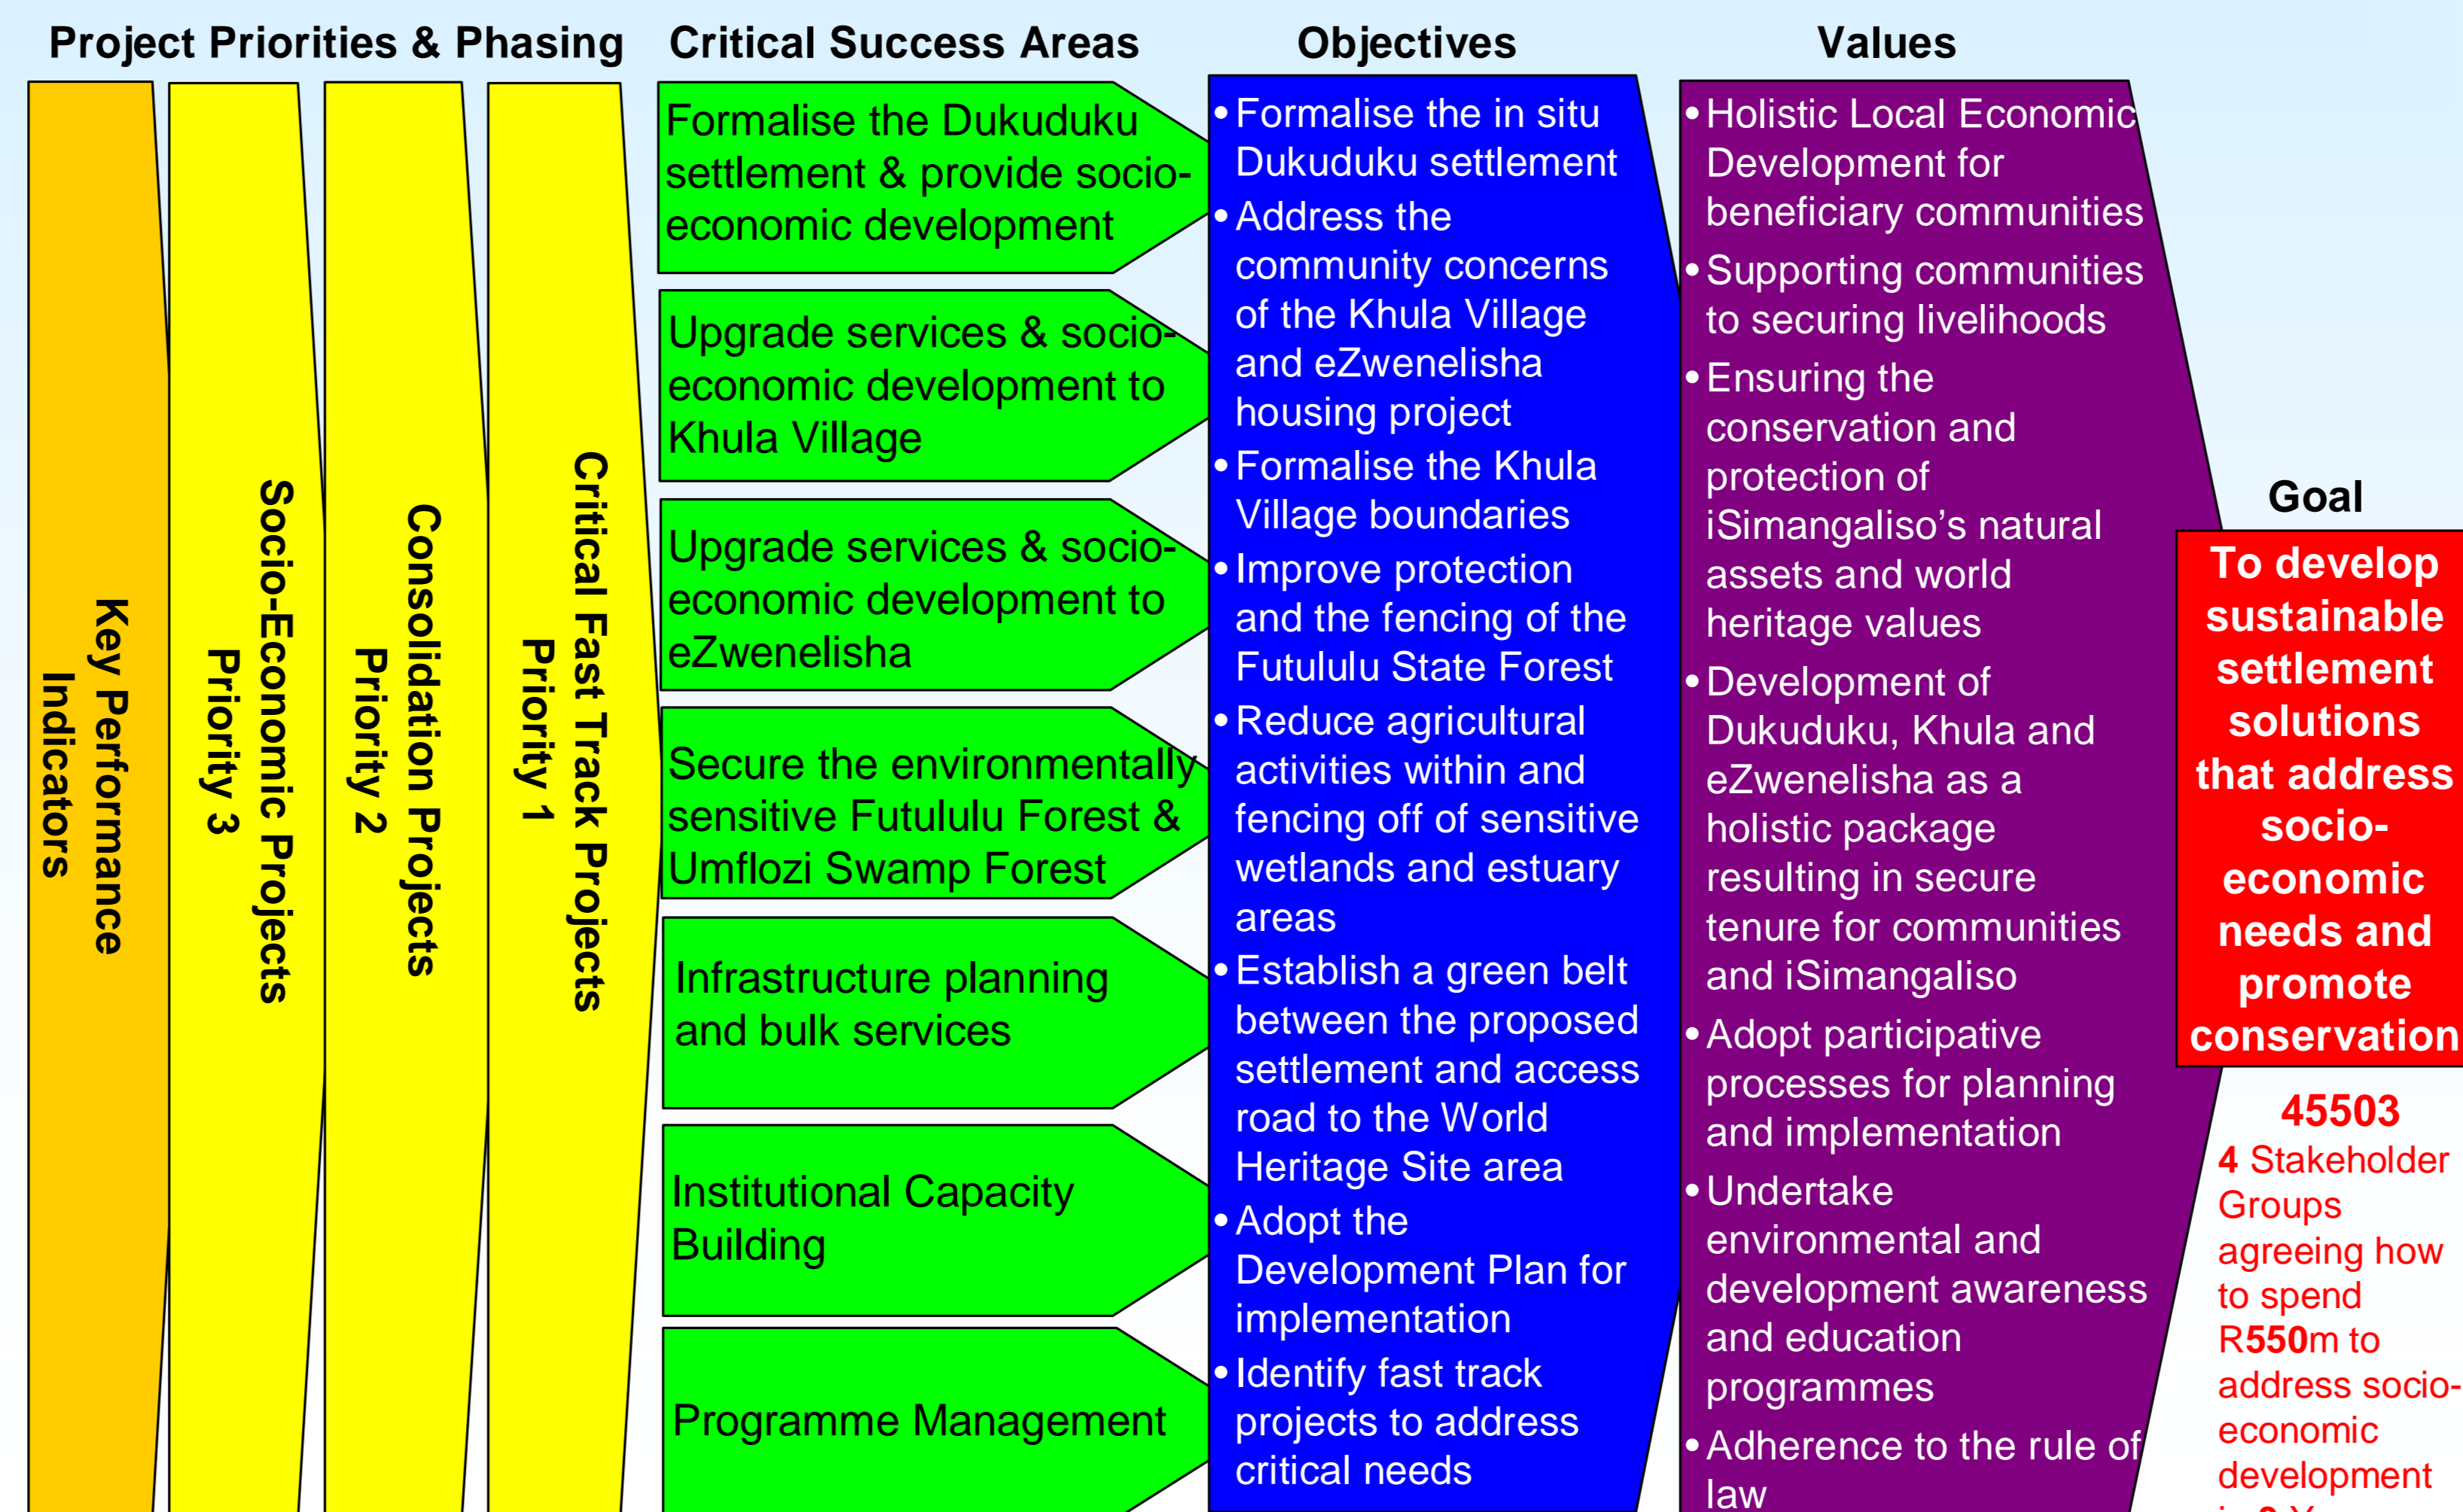 Project Priorities & Phasing
Key Performance
Indicators
Socio-Economic Projects
Priority 3
Consolidation Projects
Priority 2
Critical Fast Track Projects
Priority 1
Critical Success Areas
Formalise the Dukuduku
settlement & provide socio-
economic development
Upgrade services & socio-
economic development to
Khula Village
Upgrade services & socio-
economic development to
eZwenelisha
Secure the environmentally
sensitive Futululu Forest &
Umflozi Swamp Forest
Infrastructure planning
and bulk services
Institutional Capacity
Building
Programme Management
Objectives
•Formalise the in situ
Dukuduku settlement
•Address the
community concerns
of the Khula Village
and eZwenelisha
housing project
•Formalise the Khula
Village boundaries
•Improve protection
and the fencing of the
Futululu State Forest
•Reduce agricultural
activities within and
fencing off of sensitive
wetlands and estuary
areas
•Establish a green belt
between the proposed
settlement and access
road to the World
Heritage Site area
•Adopt the
Development Plan for
implementation
•Identify fast track
projects to address
critical needs
Values
•Holistic Local Economic
Development for
beneficiary communities
•Supporting communities
to securing livelihoods
•Ensuring the
conservation and
protection of
iSimangaliso’s natural
assets and world
heritage values
•Development of
Dukuduku, Khula and
eZwenelisha as a
holistic package
resulting in secure
tenure for communities
and iSimangaliso
•Adopt participative
processes for planning
and implementation
•Undertake
environmental and
development awareness
and education
programmes
•Adherence to the rule of
law
Goal
To develop
sustainable
settlement
solutions
that address
socio-
economic
needs and
promote
conservation
45503
4 Stakeholder
Groups
agreeing how
to spend
R550m to
address socio-
economic
development